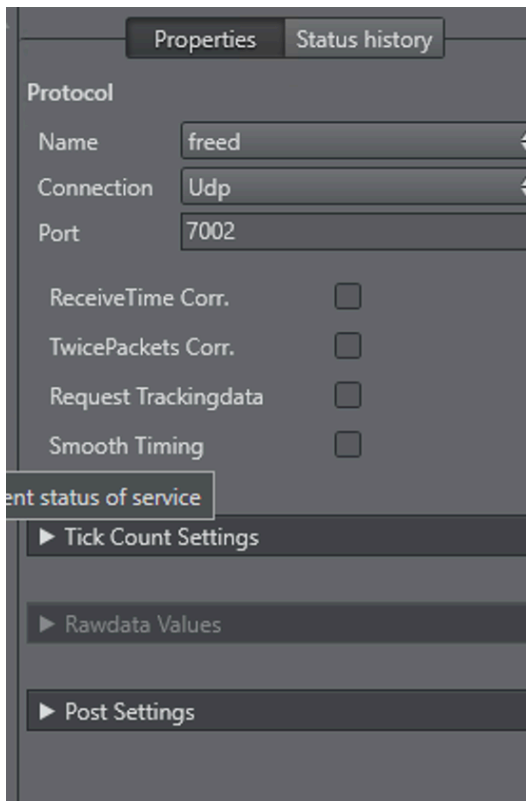 Properties Status history
Protocol
Name freed
Connection Udp
Port 7002
ReceiveTime Corr.
TwicePackets Corr.
Request Trackingdata
Smooth Timing
status of service
Tick Count Settings
Rawdata Values
Post Settings